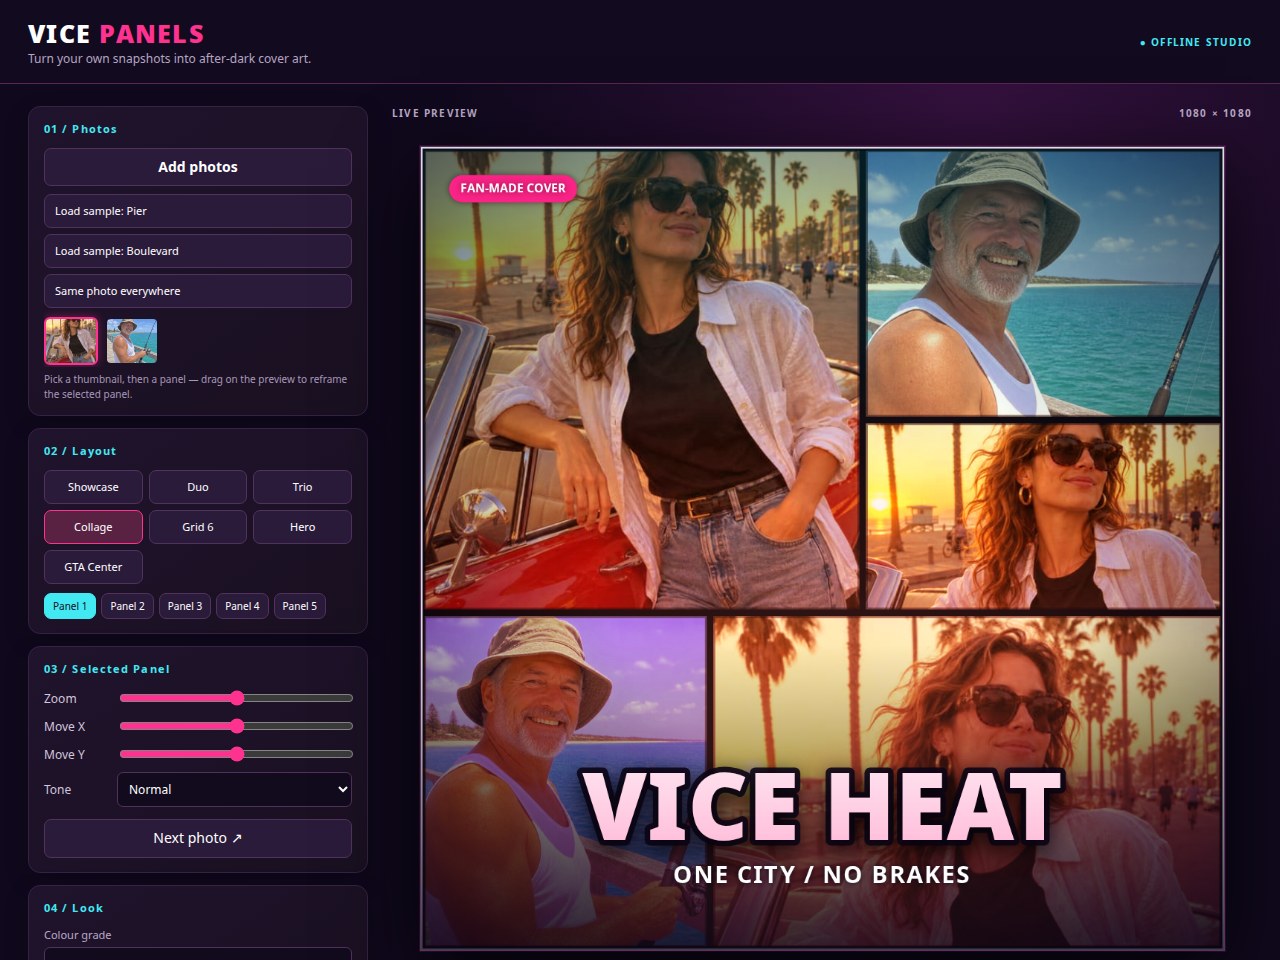 VICE PANELS
Turn your own snapshots into after-dark cover art.
● OFFLINE STUDIO
01 / Photos
Add photos
Load sample: Pier
Load sample: Boulevard
Same photo everywhere
Pick a thumbnail, then a panel — drag on the preview to reframe
the selected panel.
02 / Layout
Showcase Duo Trio
Collage Grid 6 Hero
GTA Center
Panel 1 Panel 2 Panel 3 Panel 4 Panel 5
03 / Selected Panel
Zoom
Move X
Move Y
Tone Normal
Next photo ↗
04 / Look
Colour grade
LIVE PREVIEW
1080 × 1080
FAN-MADE COVER
VICE HEAT
ONE CITY / NO BRAKES